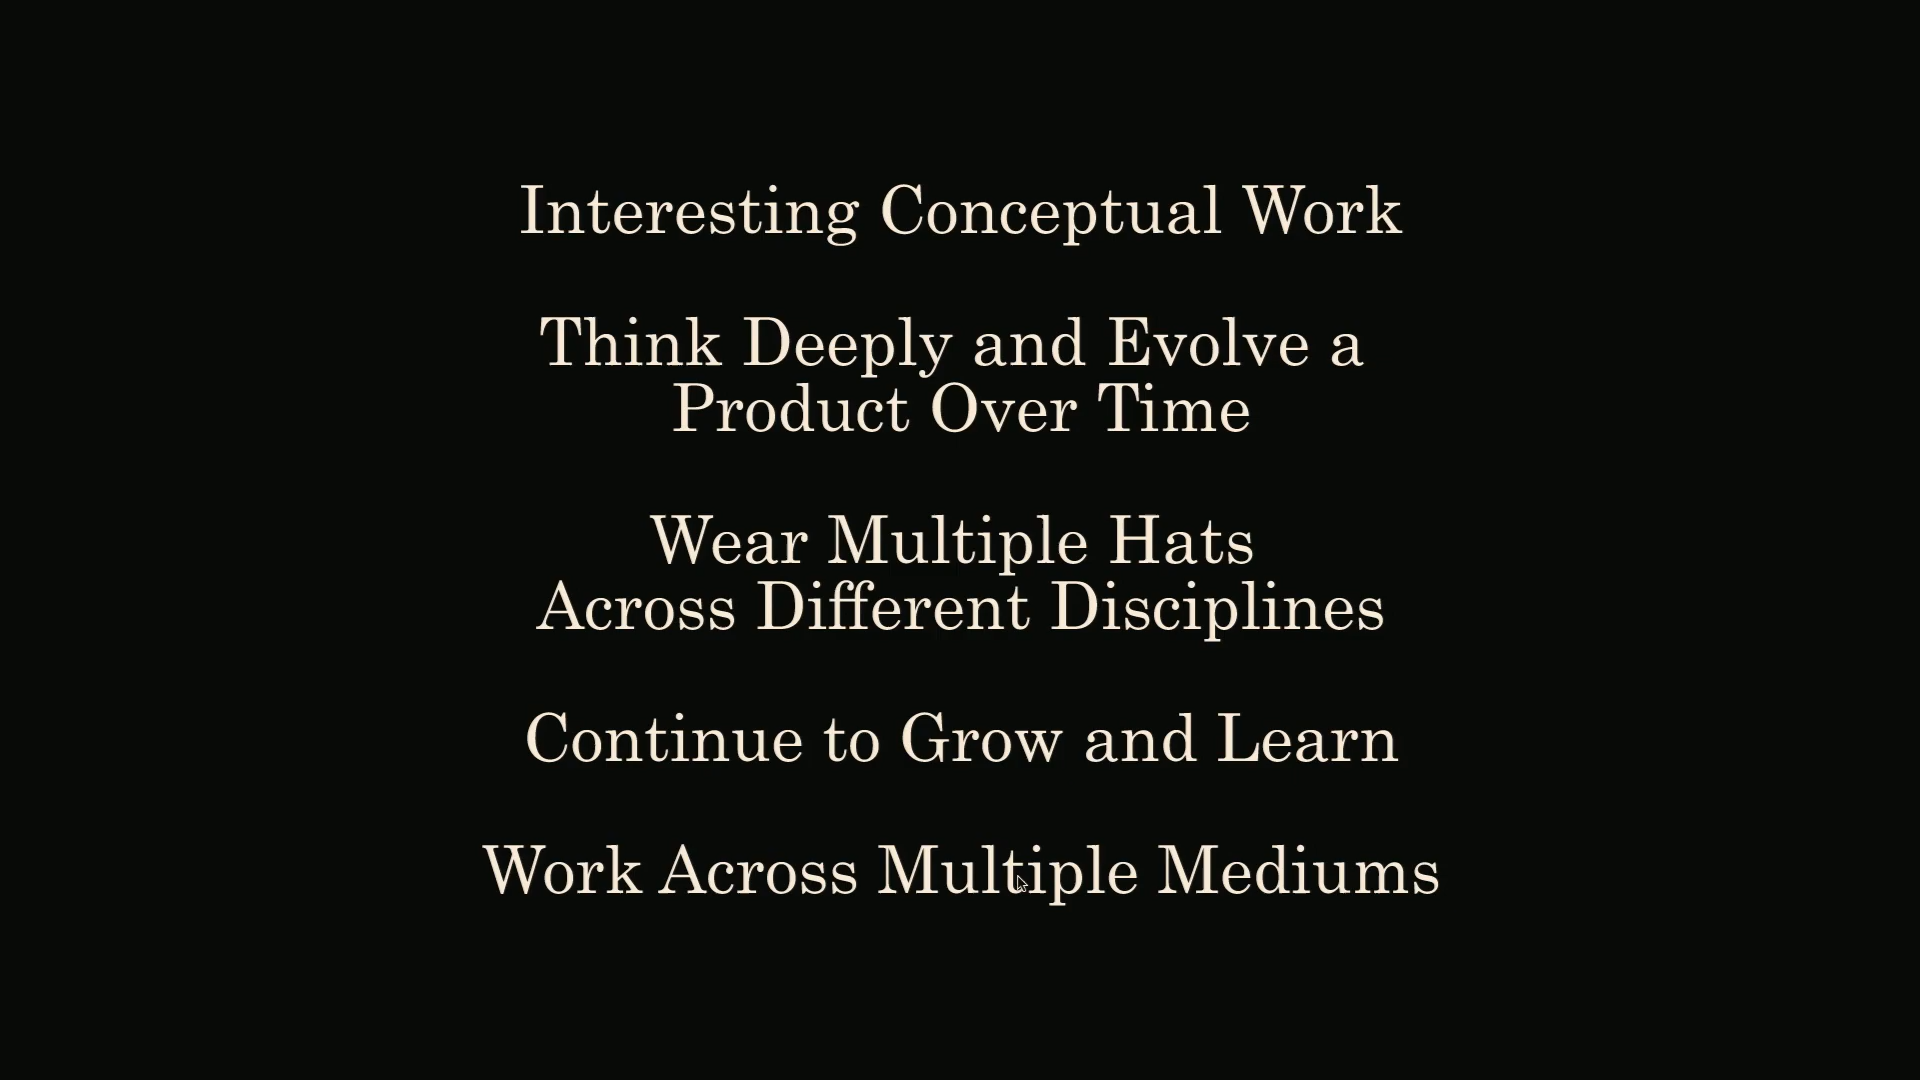 Interesting Conceptual Work
Think Deeply and Evolve a
Product Over Time
Wear Multiple Hats
Across Different Disciplines
Continue to Grow and Learn
Work Across Multiple Mediums